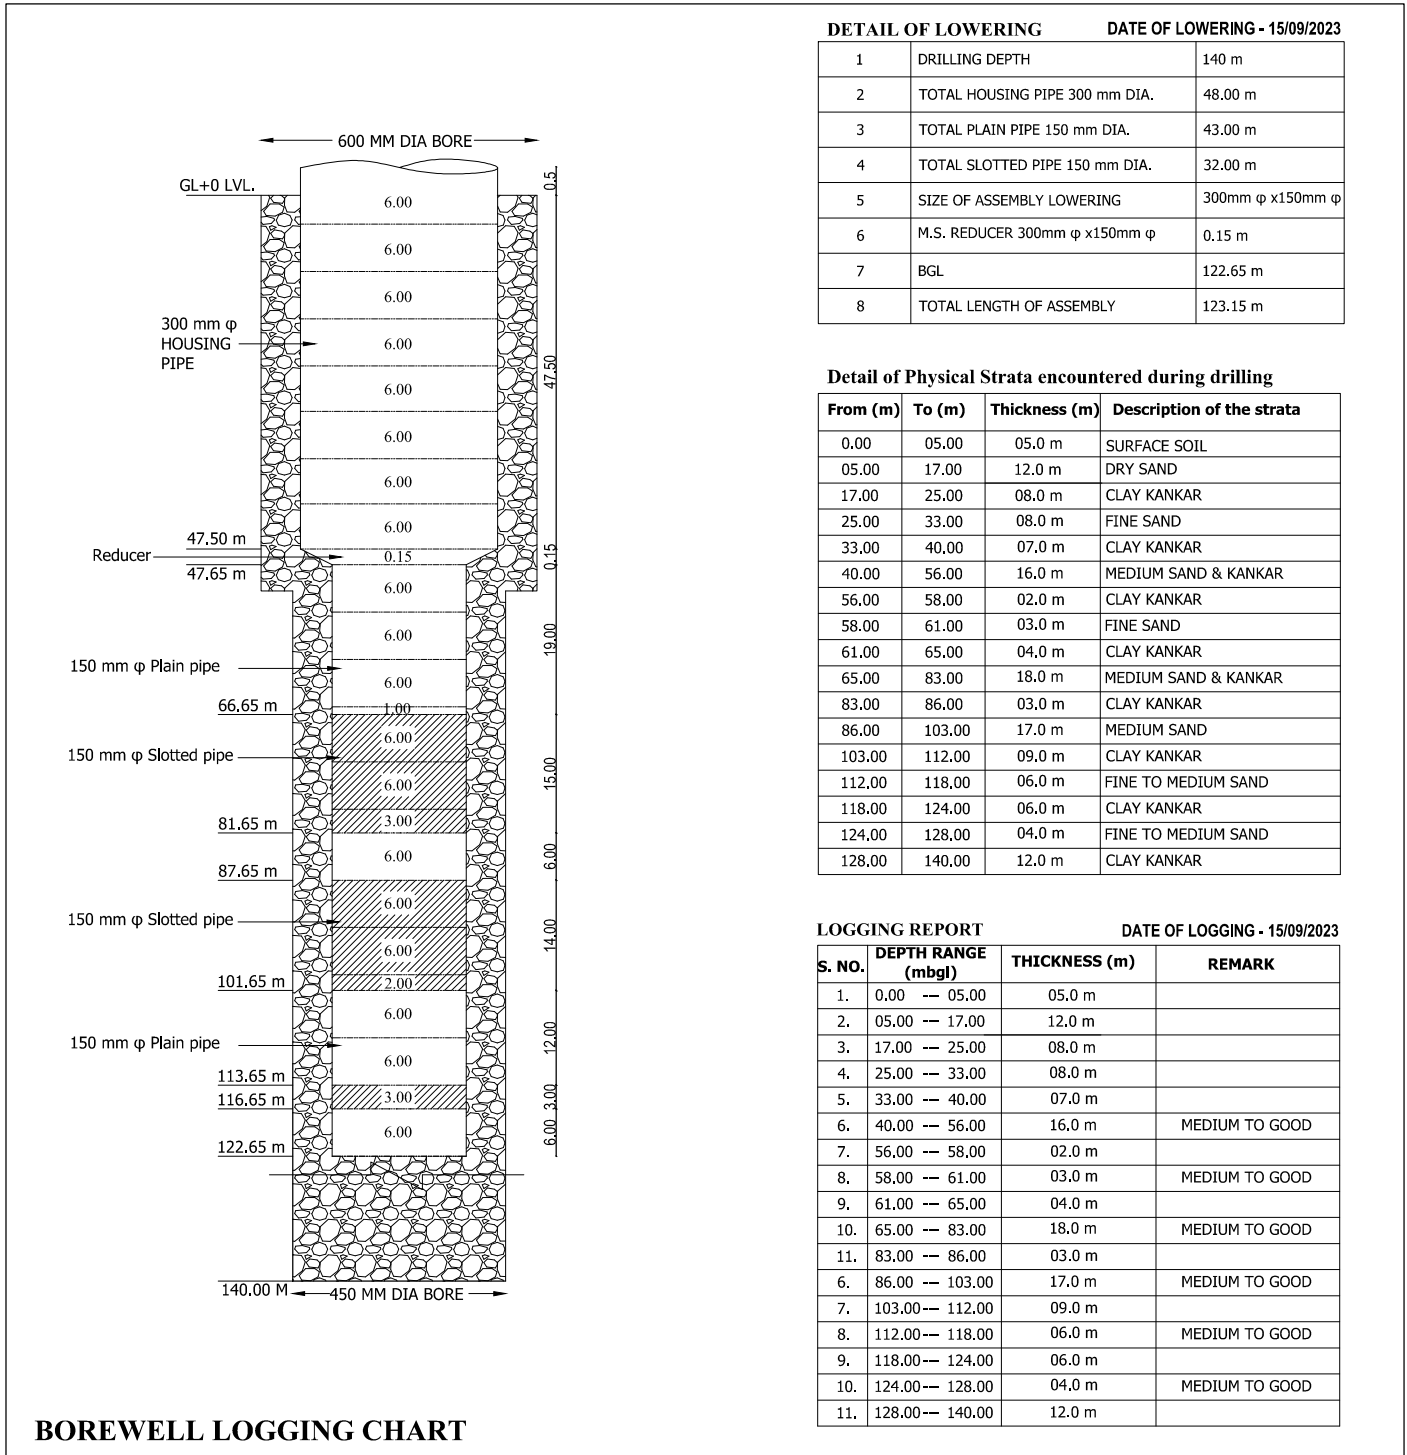 600 MM DIA BORE
GL+0 LVL.
0.5
6.00
6.00
6.00
300 mm φ
HOUSING
PIPE
6.00
47.50
6.00
6.00
6.00
6.00
47.50 m
Reducer
0.15
0.15
47.65 m
6.00
6.00
19.00
150 mm φ Plain pipe
6.00
66.65 m
1.00
6.00
150 mm φ Slotted pipe
6.00
15.00
3.00
81.65 m
6.00
6.00
87.65 m
6.00
150 mm φ Slotted pipe
6.00
14.00
101.65 m
2.00
6.00
150 mm φ Plain pipe
6.00
12.00
113.65 m
3.00
3.00
116.65 m
6.00
6.00
122.65 m
140.00 M
450 MM DIA BORE
BOREWELL LOGGING CHART
DETAIL OF LOWERING DATE OF LOWERING - 15/09/2023
1 DRILLING DEPTH 140 m
2 TOTAL HOUSING PIPE 300 mm DIA. 48.00 m
3 TOTAL PLAIN PIPE 150 mm DIA. 43.00 m
4 TOTAL SLOTTED PIPE 150 mm DIA. 32.00 m
5 SIZE OF ASSEMBLY LOWERING 300mm φ x150mm φ
6 M.S. REDUCER 300mm φ x150mm φ 0.15 m
7 BGL 122.65 m
8 TOTAL LENGTH OF ASSEMBLY 123.15 m
Detail of Physical Strata encountered during drilling
From (m) To (m) Thickness (m) Description of the strata
0.00 05.00 05.0 m SURFACE SOIL
05.00 17.00 12.0 m DRY SAND
17.00 25.00 08.0 m CLAY KANKAR
25.00 33.00 08.0 m FINE SAND
33.00 40.00 07.0 m CLAY KANKAR
40.00 56.00 16.0 m MEDIUM SAND & KANKAR
56.00 58.00 02.0 m CLAY KANKAR
58.00 61.00 03.0 m FINE SAND
61.00 65.00 04.0 m CLAY KANKAR
65.00 83.00 18.0 m MEDIUM SAND & KANKAR
83.00 86.00 03.0 m CLAY KANKAR
86.00 103.00 17.0 m MEDIUM SAND
103.00 112.00 09.0 m CLAY KANKAR
112.00 118.00 06.0 m FINE TO MEDIUM SAND
118.00 124.00 06.0 m CLAY KANKAR
124.00 128.00 04.0 m FINE TO MEDIUM SAND
128.00 140.00 12.0 m CLAY KANKAR
LOGGING REPORT DATE OF LOGGING - 15/09/2023
S. NO. DEPTH RANGE (mbgl) THICKNESS (m) REMARK
1. 0.00 --- 05.00 05.0 m
2. 05.00 --- 17.00 12.0 m
3. 17.00 --- 25.00 08.0 m
4. 25.00 --- 33.00 08.0 m
5. 33.00 --- 40.00 07.0 m
6. 40.00 --- 56.00 16.0 m MEDIUM TO GOOD
7. 56.00 --- 58.00 02.0 m
8. 58.00 --- 61.00 03.0 m MEDIUM TO GOOD
9. 61.00 --- 65.00 04.0 m
10. 65.00 --- 83.00 18.0 m MEDIUM TO GOOD
11. 83.00 --- 86.00 03.0 m
6. 86.00 --- 103.00 17.0 m MEDIUM TO GOOD
7. 103.00--- 112.00 09.0 m
8. 112.00--- 118.00 06.0 m MEDIUM TO GOOD
9. 118.00--- 124.00 06.0 m
10. 124.00--- 128.00 04.0 m MEDIUM TO GOOD
11. 128.00--- 140.00 12.0 m